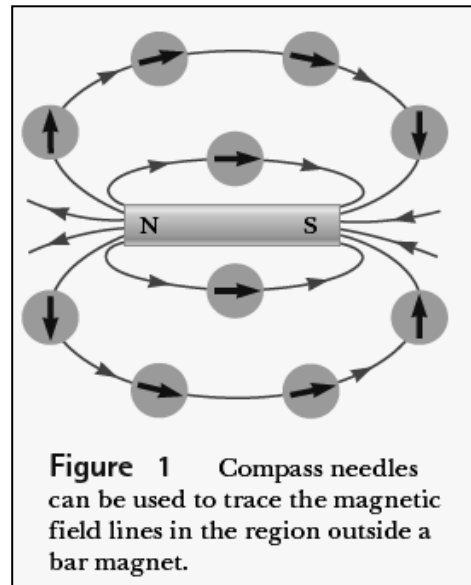 N S
Figure 1 Compass needles
can be used to trace the magnetic
field lines in the region outside a
bar magnet.